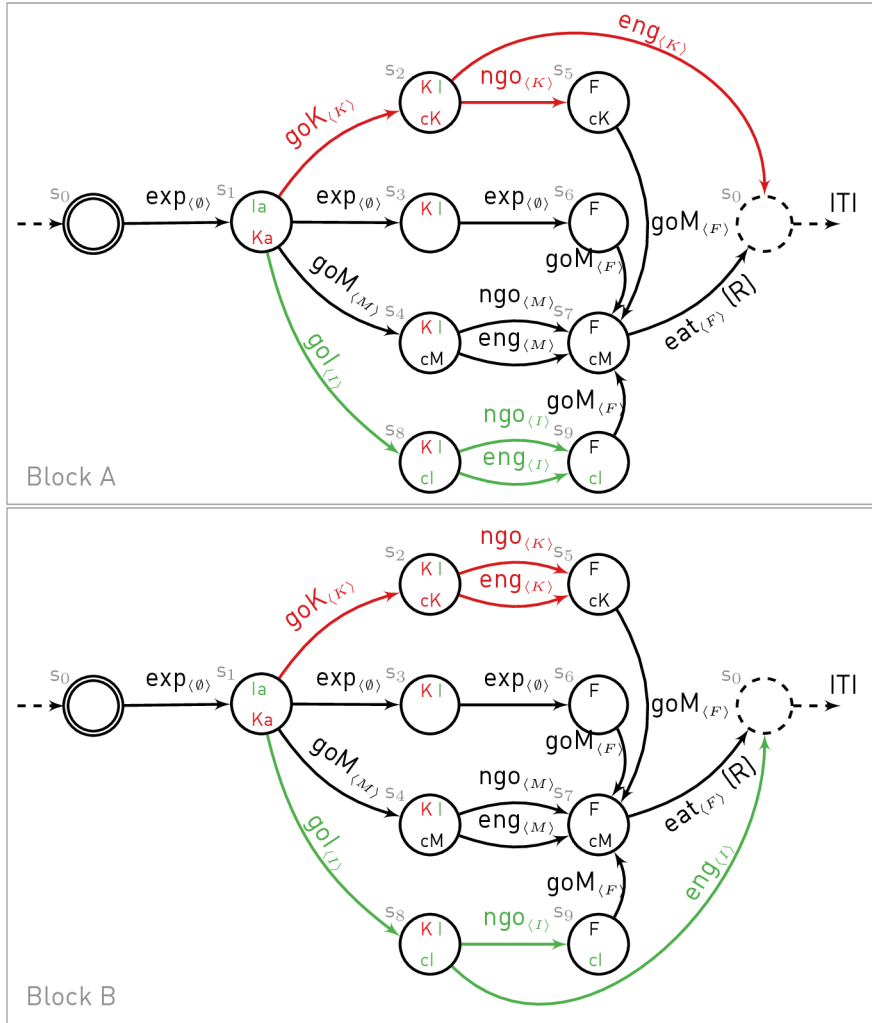 eng⟨K⟩
s₂ K I cK ngo⟨K⟩ s₅ F cK
goK⟨K⟩
s₀ exp⟨∅⟩ s₁ Ia Ka exp⟨∅⟩ s₃ K I exp⟨∅⟩ s₆ F goM⟨F⟩ s₀ ITI
goM⟨F⟩
goM⟨M⟩ s₄ K I cM ngo⟨M⟩ eng⟨M⟩ s₇ F cM eat⟨F⟩ (R)
goM⟨F⟩
goI⟨I⟩ s₈ K I cI ngo⟨I⟩ eng⟨I⟩ s₉ F cI
Block A
s₂ K I cK ngo⟨K⟩ eng⟨K⟩ s₅ F cK
goK⟨K⟩
s₀ exp⟨∅⟩ s₁ Ia Ka exp⟨∅⟩ s₃ K I exp⟨∅⟩ s₆ F goM⟨F⟩ s₀ ITI
goM⟨F⟩
goM⟨M⟩ s₄ K I cM ngo⟨M⟩ eng⟨M⟩ s₇ F cM eat⟨F⟩ (R)
goM⟨F⟩
goI⟨I⟩ s₈ K I cI ngo⟨I⟩ s₉ F cI eng⟨I⟩
Block B